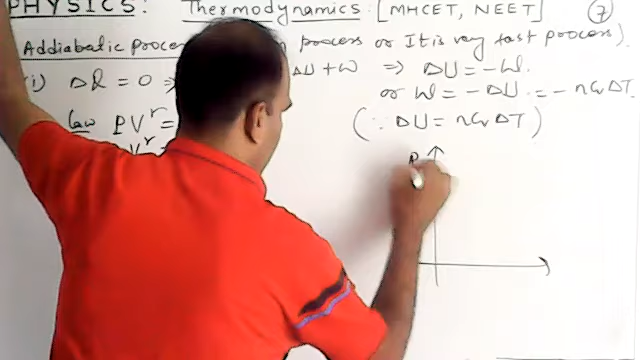 PHYSICS: Thermodynamics: [MHCET, NEET] 7
Addiabatic process or It is very fast process).
(i) ΔQ = 0 ⇒ ΔU + W ⇒ ΔU = -W.
or W = -ΔU = -nCvΔT.
Law PV^r =
(∵ ΔU = nCvΔT)
V^r =
P